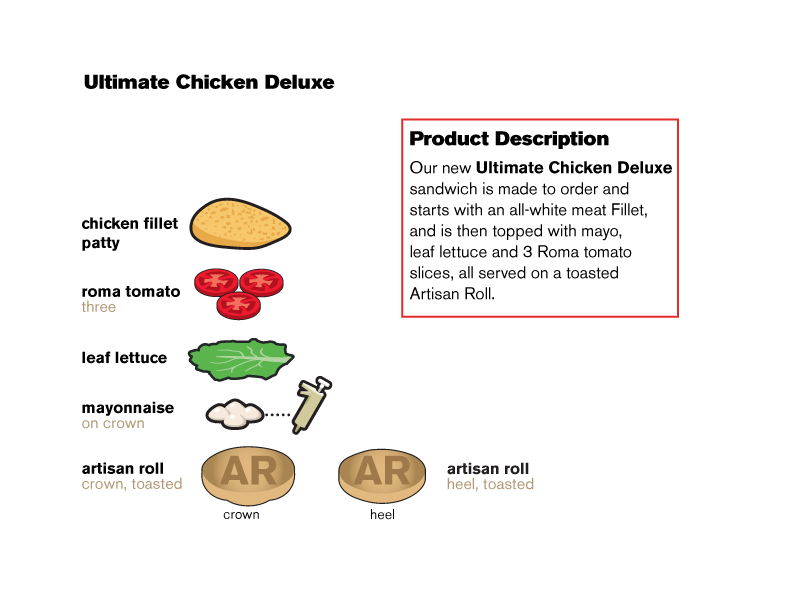 Ultimate Chicken Deluxe
Product Description
Our new Ultimate Chicken Deluxe
sandwich is made to order and
starts with an all-white meat Fillet,
and is then topped with mayo,
leaf lettuce and 3 Roma tomato
slices, all served on a toasted
Artisan Roll.
chicken fillet
patty
roma tomato
three
leaf lettuce
mayonnaise
on crown
artisan roll
crown, toasted
AR
crown
AR
heel
artisan roll
heel, toasted